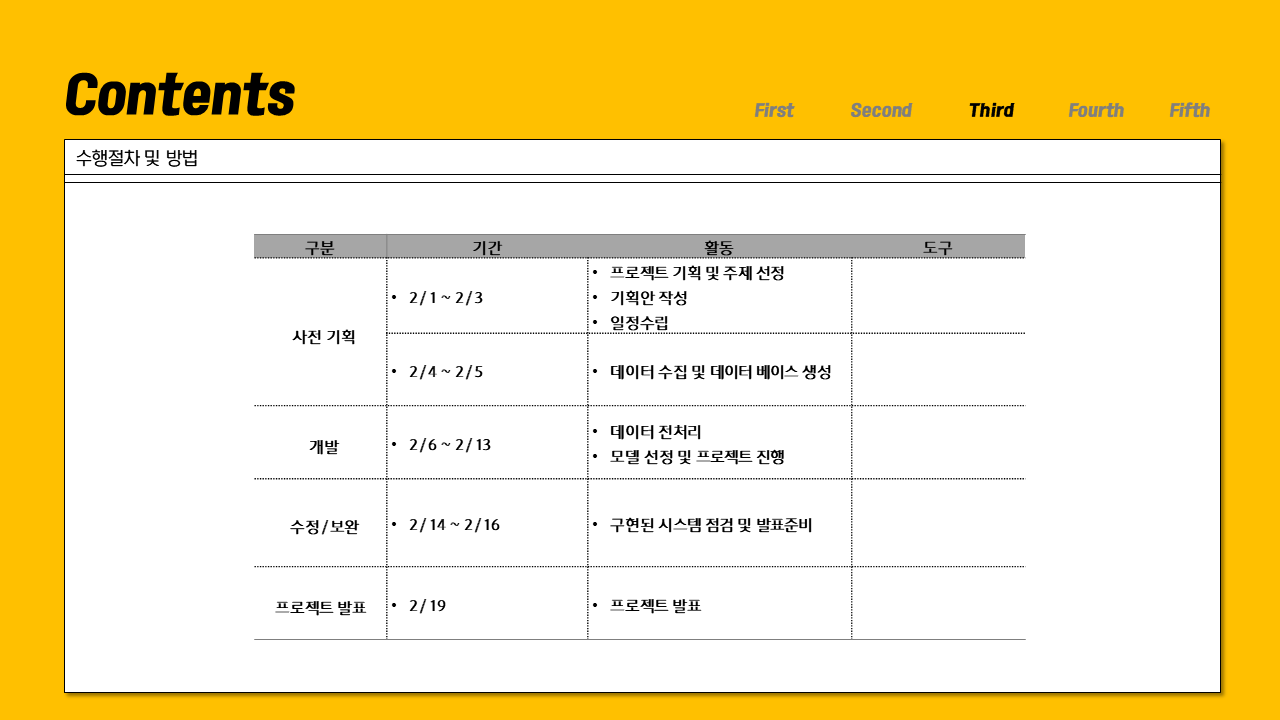 Contents
First Second Third Fourth Fifth
수행절차 및 방법
구분 기간 활동 도구
사전 기획
• 2/1 ~ 2/3
• 프로젝트 기획 및 주제 선정
• 기획안 작성
• 일정수립
• 2/4 ~ 2/5
• 데이터 수집 및 데이터 베이스 생성
개발
• 2/6 ~ 2/13
• 데이터 전처리
• 모델 선정 및 프로젝트 진행
수정/보완
• 2/14 ~ 2/16
• 구현된 시스템 점검 및 발표준비
프로젝트 발표
• 2/19
• 프로젝트 발표